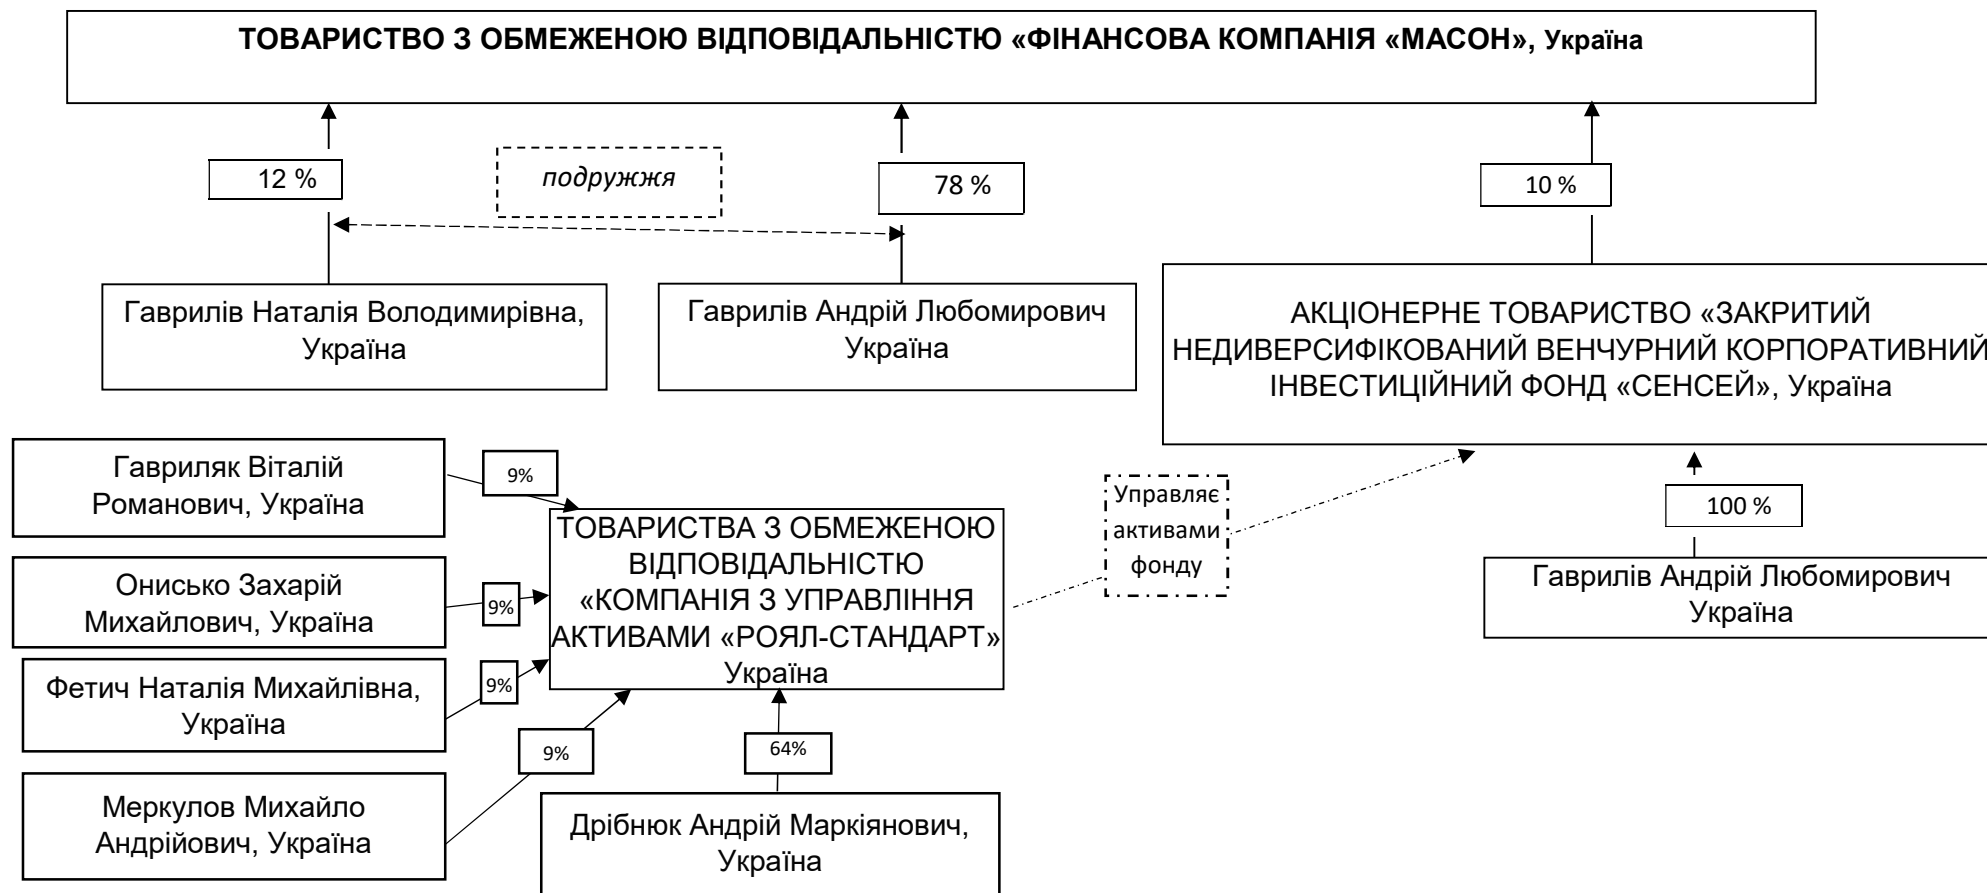 ТОВАРИСТВО З ОБМЕЖЕНОЮ ВІДПОВІДАЛЬНІСТЮ «ФІНАНСОВА КОМПАНІЯ «МАСОН», Україна
12 %
подружжя
78 %
10 %
Гаврилів Наталія Володимирівна,
Україна
Гаврилів Андрій Любомирович
Україна
АКЦІОНЕРНЕ ТОВАРИСТВО «ЗАКРИТИЙ
НЕДИВЕРСИФІКОВАНИЙ ВЕНЧУРНИЙ КОРПОРАТИВНИЙ
ІНВЕСТИЦІЙНИЙ ФОНД «СЕНСЕЙ», Україна
Гавриляк Віталій
Романович, Україна
9%
Онисько Захарій
Михайлович, Україна
9%
Фетич Наталія Михайлівна,
Україна
9%
Меркулов Михайло
Андрійович, Україна
9%
ТОВАРИСТВА З ОБМЕЖЕНОЮ
ВІДПОВІДАЛЬНІСТЮ
«КОМПАНІЯ З УПРАВЛІННЯ
АКТИВАМИ «РОЯЛ-СТАНДАРТ»
Україна
64%
Дрібнюк Андрій Маркіянович,
Україна
Управляє
активами
фонду
100 %
Гаврилів Андрій Любомирович
Україна